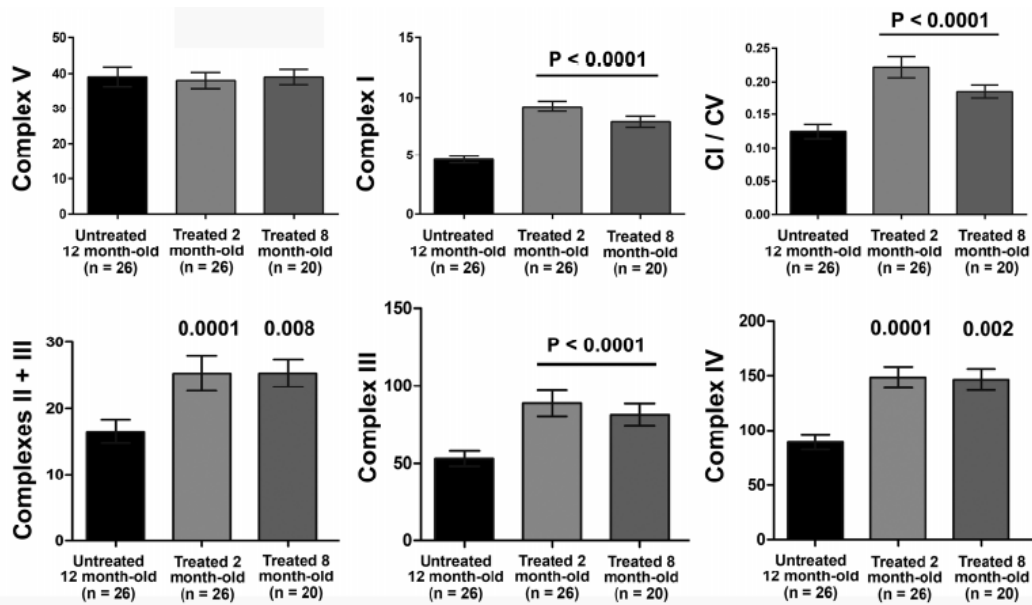 Complex V
50
40
30
20
10
0
Untreated
12 month-old
(n = 26)
Treated 2
month-old
(n = 26)
Treated 8
month-old
(n = 20)
Complex I
15
10
5
0
P < 0.0001
Untreated
12 month-old
(n = 26)
Treated 2
month-old
(n = 26)
Treated 8
month-old
(n = 20)
CI / CV
0.25
0.20
0.15
0.10
0.05
0.00
P < 0.0001
Untreated
12 month-old
(n = 26)
Treated 2
month-old
(n = 26)
Treated 8
month-old
(n = 20)
Complexes II + III
30
20
10
0
0.0001
0.008
Untreated
12 month-old
(n = 26)
Treated 2
month-old
(n = 26)
Treated 8
month-old
(n = 20)
Complex III
150
100
50
0
P < 0.0001
Untreated
12 month-old
(n = 26)
Treated 2
month-old
(n = 26)
Treated 8
month-old
(n = 20)
Complex IV
200
150
100
50
0
0.0001
0.002
Untreated
12 month-old
(n = 26)
Treated 2
month-old
(n = 26)
Treated 8
month-old
(n = 20)